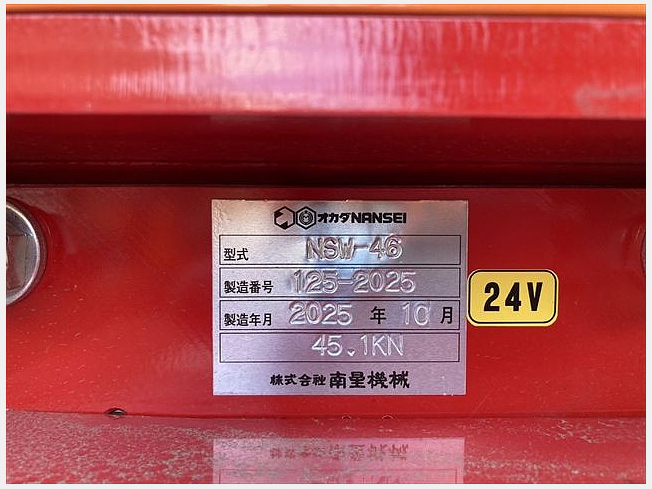 オカダNANSEI
型式 NSW-46
製造番号 125-2025
製造年月 2025 年 10 月
45.1KN
株式会社 南星機械
24V